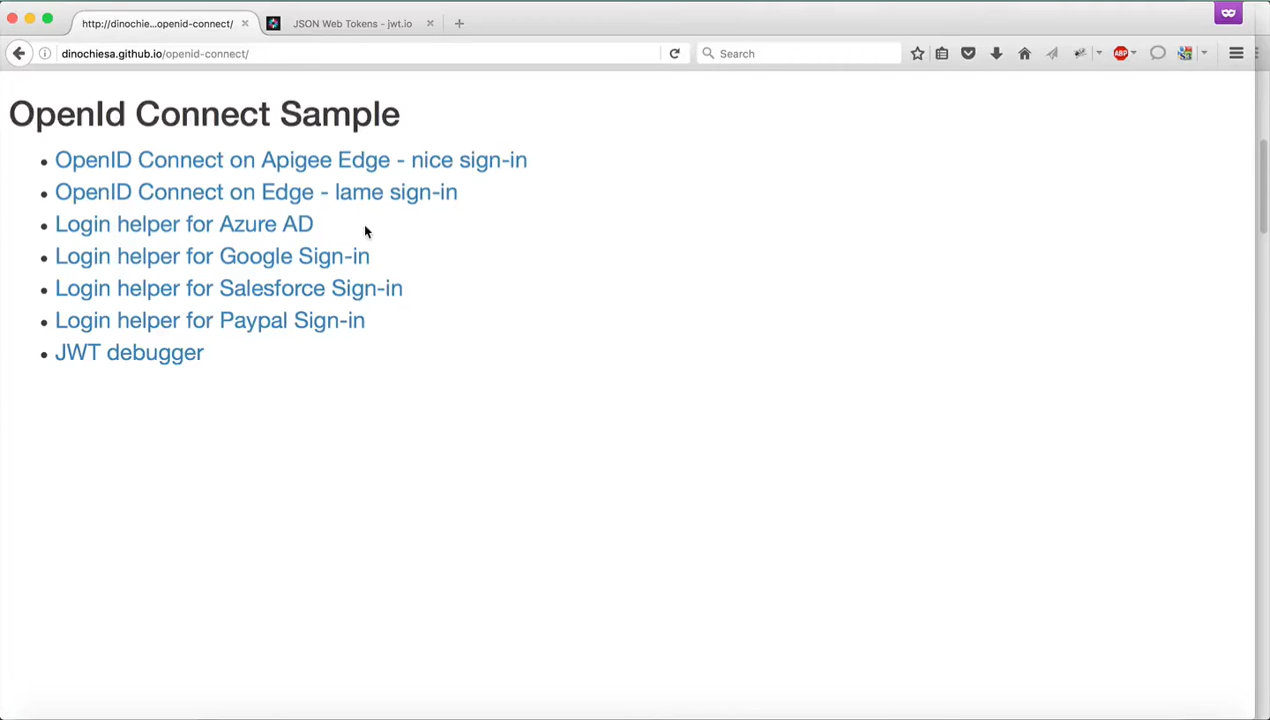 http://dinochie...openid-connect/
JSON Web Tokens - jwt.io
dinochiesa.github.io/openid-connect/
Search
ABP
OpenId Connect Sample
OpenID Connect on Apigee Edge - nice sign-in
OpenID Connect on Edge - lame sign-in
Login helper for Azure AD
Login helper for Google Sign-in
Login helper for Salesforce Sign-in
Login helper for Paypal Sign-in
JWT debugger